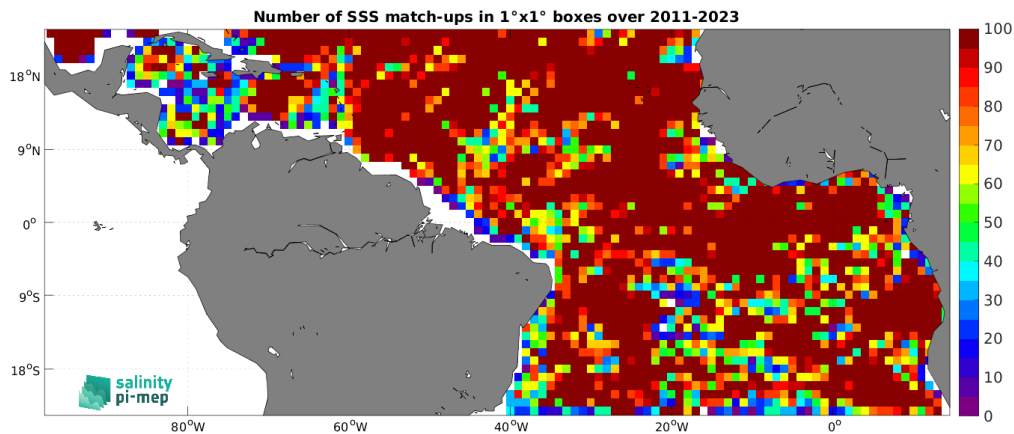 Number of SSS match-ups in 1°x1° boxes over 2011-2023
18°N
9°N
0°
9°S
18°S
80°W
60°W
40°W
20°W
0°
100
90
80
70
60
50
40
30
20
10
0
salinity
pi-mep